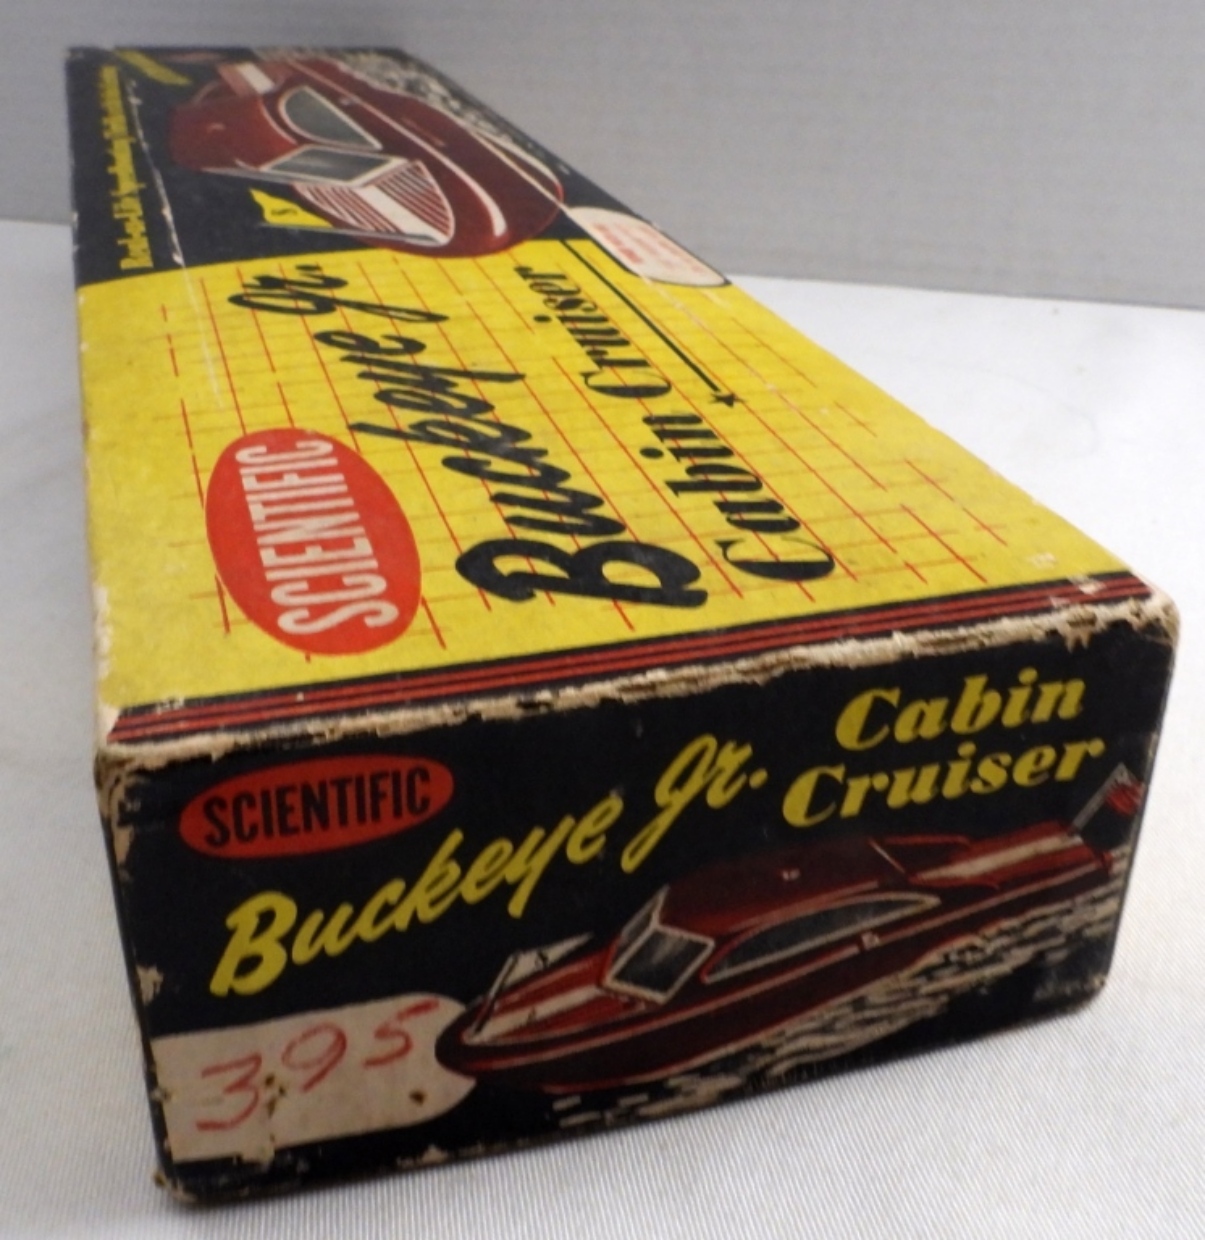 SCIENTIFIC
Buckeye Jr.
Cabin Cruiser
S
SCIENTIFIC
Buckeye Jr.
Cabin
Cruiser
S
3.95